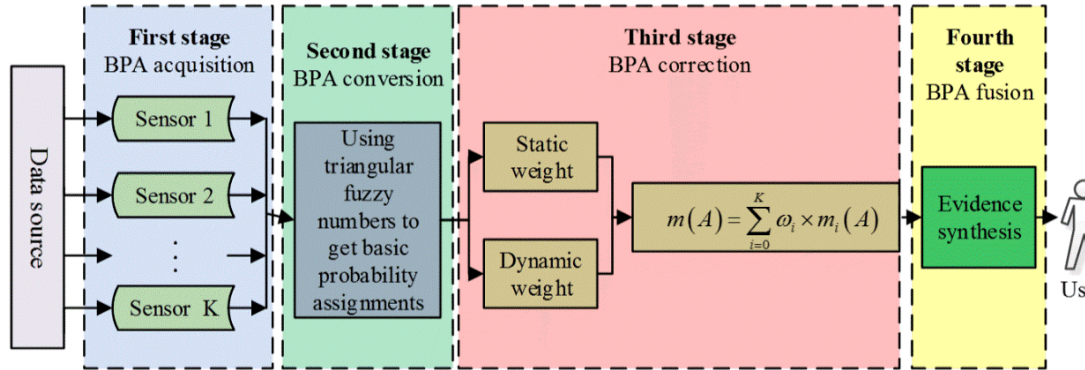 First stage
BPA acquisition
Second stage
BPA conversion
Third stage
BPA correction
Fourth
stage
BPA fusion
Data source
Sensor 1
Sensor 2
⋮
Sensor K
Using
triangular
fuzzy
numbers to
get basic
probability
assignments
Static
weight
Dynamic
weight
m(A) = \sum_{i=0}^{K} ω_i × m_i(A)
Evidence
synthesis
Us